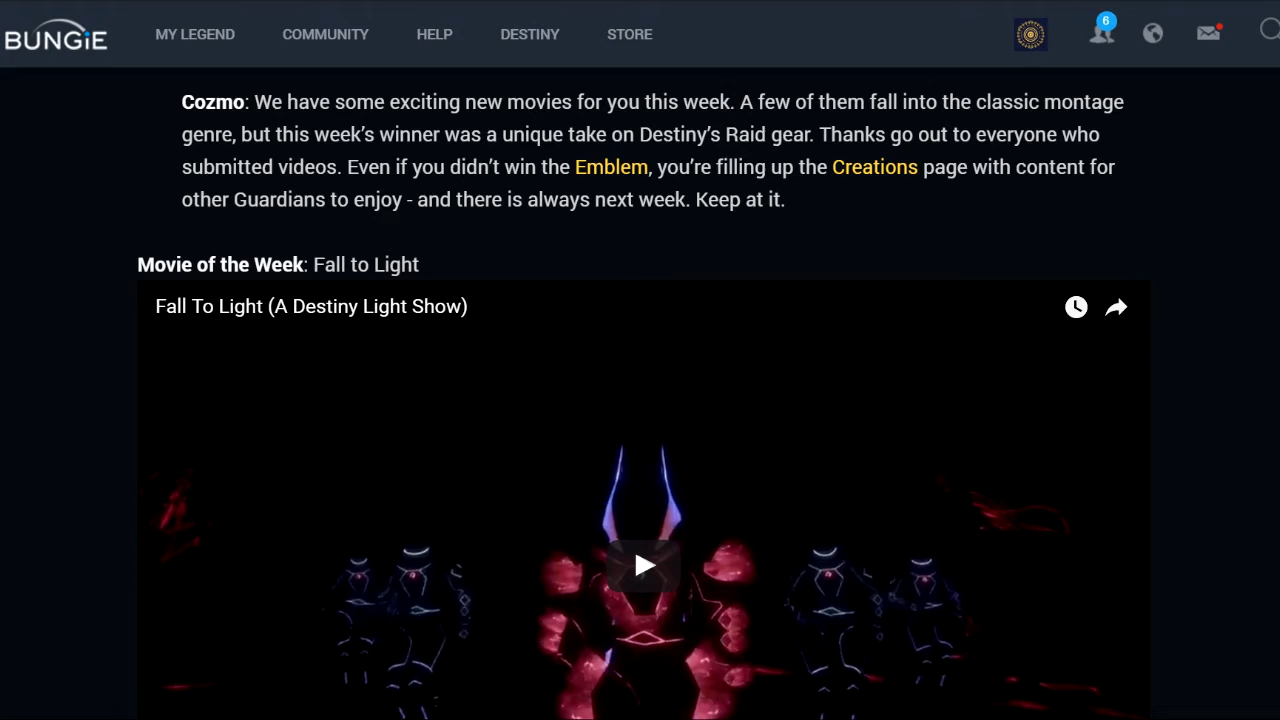 BUNGiE MY LEGEND COMMUNITY HELP DESTINY STORE 6
Cozmo: We have some exciting new movies for you this week. A few of them fall into the classic montage
genre, but this week’s winner was a unique take on Destiny’s Raid gear. Thanks go out to everyone who
submitted videos. Even if you didn’t win the Emblem, you’re filling up the Creations page with content for
other Guardians to enjoy - and there is always next week. Keep at it.
Movie of the Week: Fall to Light
Fall To Light (A Destiny Light Show)